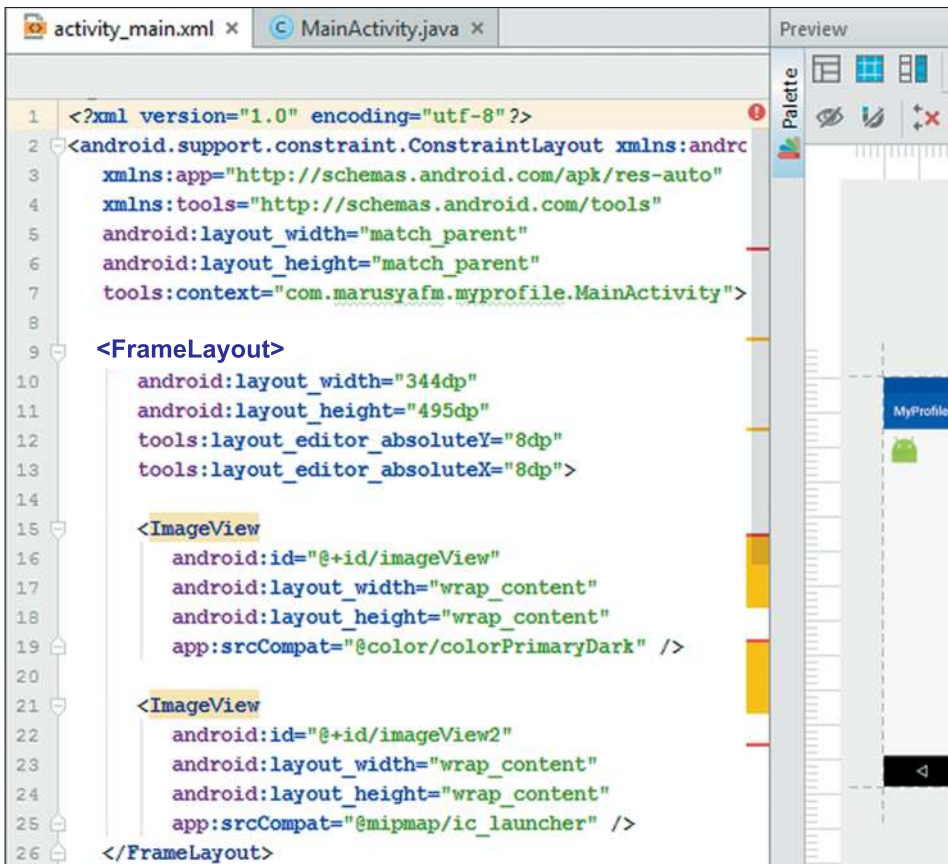 activity_main.xml ×
MainActivity.java ×
1 <?xml version="1.0" encoding="utf-8"?>
2 <android.support.constraint.ConstraintLayout xmlns:andrc
3 xmlns:app="http://schemas.android.com/apk/res-auto"
4 xmlns:tools="http://schemas.android.com/tools"
5 android:layout_width="match_parent"
6 android:layout_height="match_parent"
7 tools:context="com.marusyafm.myprofile.MainActivity">
8
9 <FrameLayout>
10 android:layout_width="344dp"
11 android:layout_height="495dp"
12 tools:layout_editor_absoluteY="8dp"
13 tools:layout_editor_absoluteX="8dp">
14
15 <ImageView
16 android:id="@+id/imageView"
17 android:layout_width="wrap_content"
18 android:layout_height="wrap_content"
19 app:srcCompat="@color/colorPrimaryDark" />
20
21 <ImageView
22 android:id="@+id/imageView2"
23 android:layout_width="wrap_content"
24 android:layout_height="wrap_content"
25 app:srcCompat="@mipmap/ic_launcher" />
26 </FrameLayout>
Preview
Palette
MyProfile